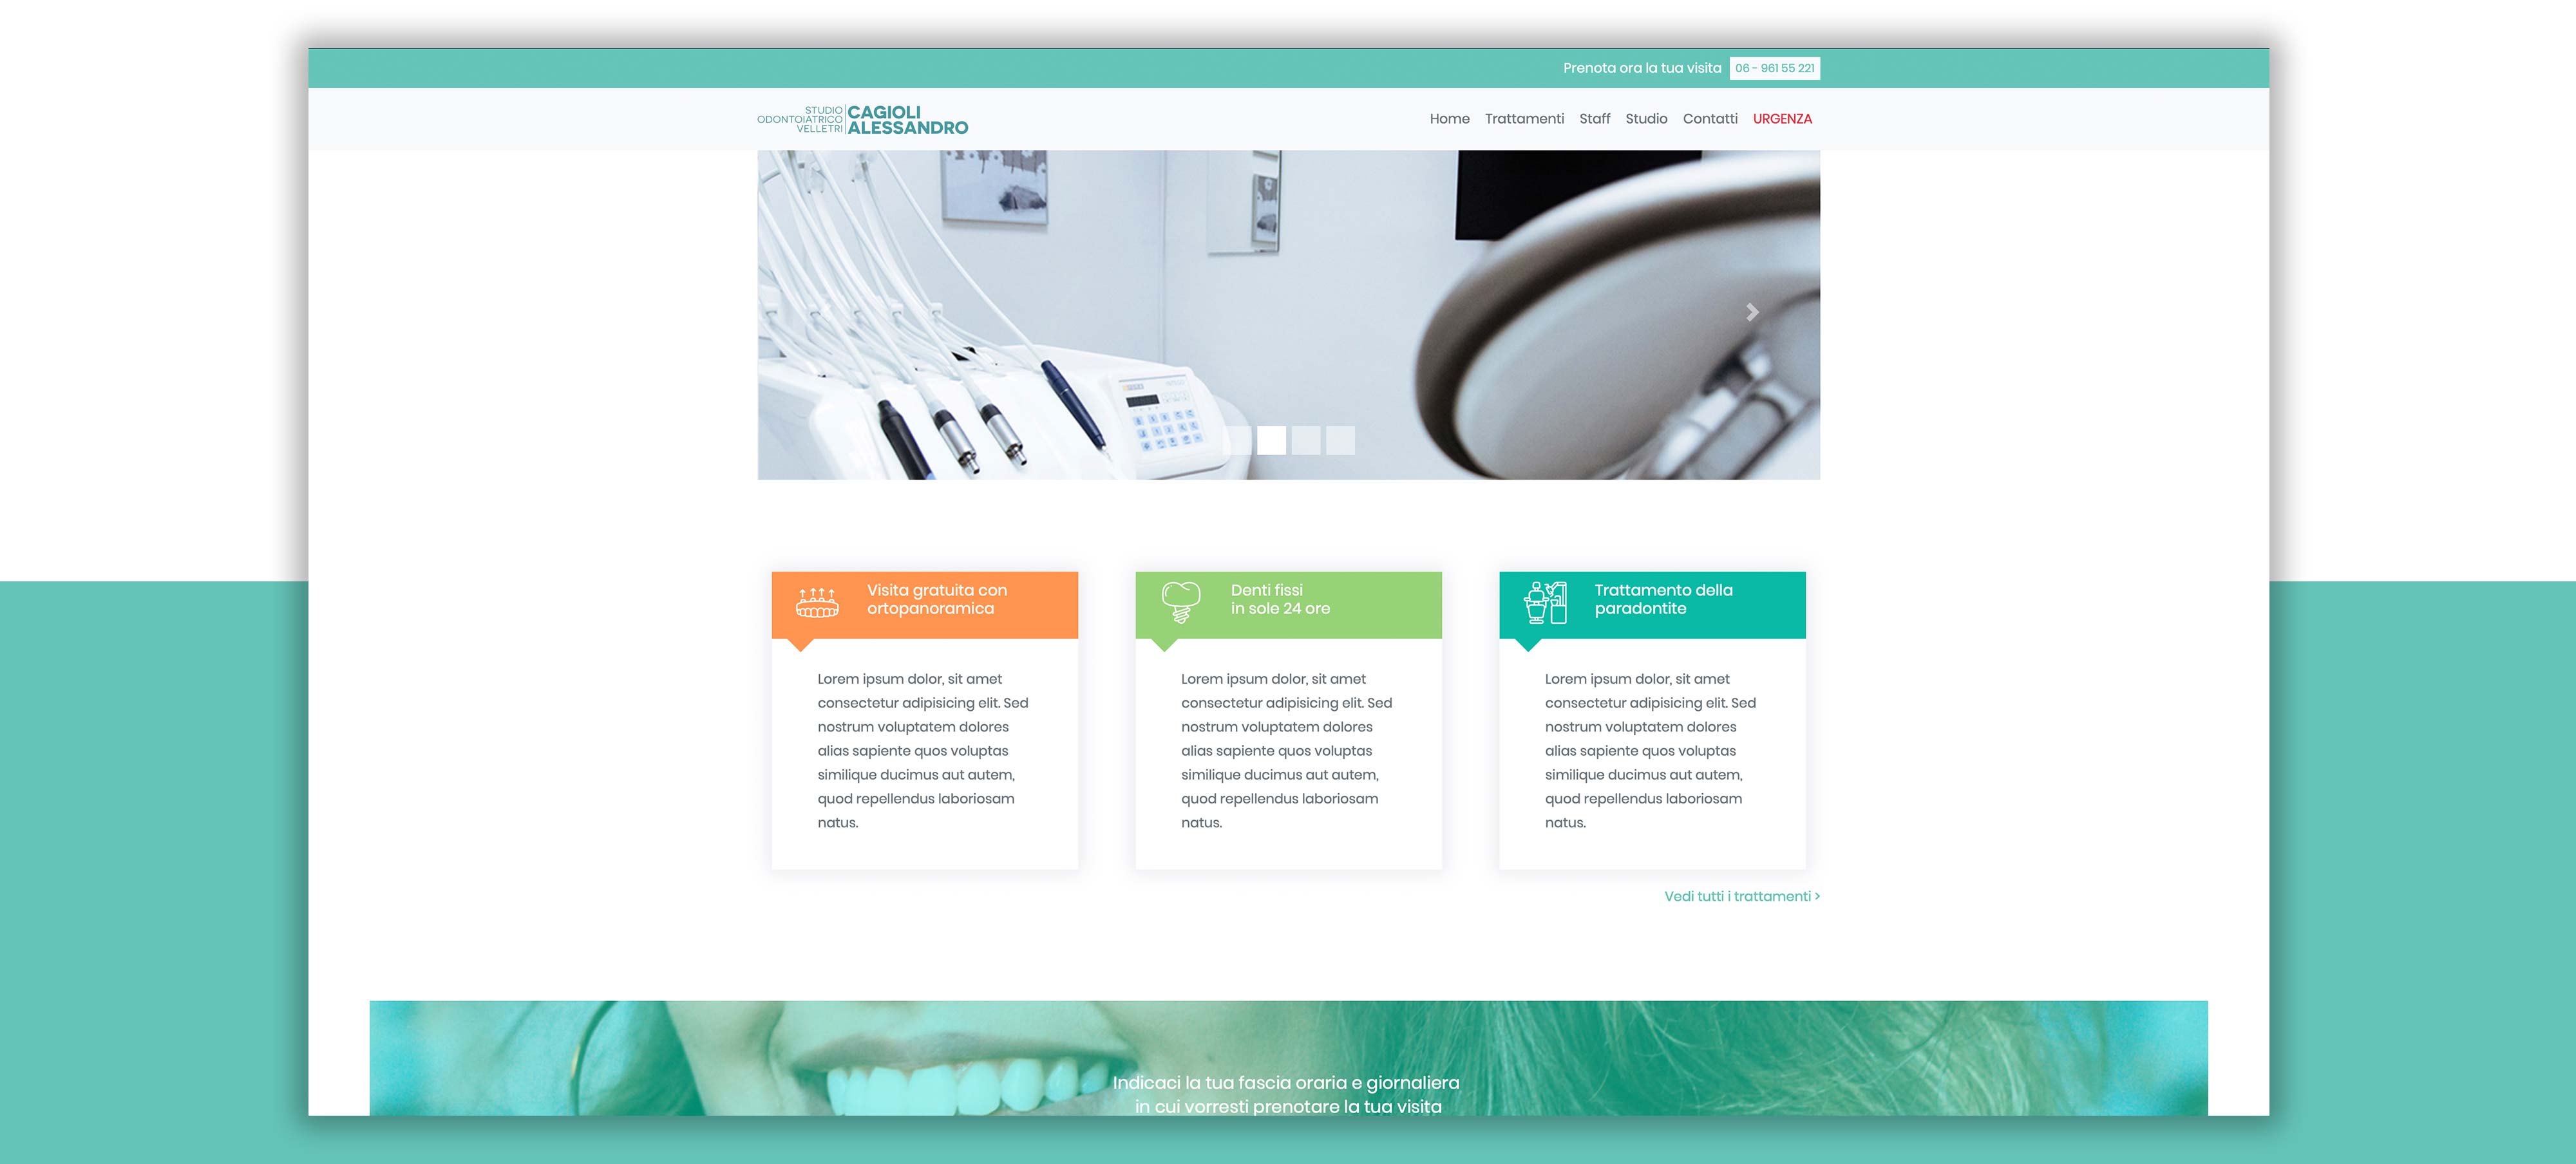 Prenota ora la tua visita 06 - 961 55 221
STUDIO
ODONTOIATRICO
VELLETRI
CAGIOLI
ALESSANDRO
Home Trattamenti Staff Studio Contatti URGENZA
Visita gratuita con
ortopanoramica
Lorem ipsum dolor, sit amet
consectetur adipisicing elit. Sed
nostrum voluptatem dolores
alias sapiente quos voluptas
similique ducimus aut autem,
quod repellendus laboriosam
natus.
Denti fissi
in sole 24 ore
Lorem ipsum dolor, sit amet
consectetur adipisicing elit. Sed
nostrum voluptatem dolores
alias sapiente quos voluptas
similique ducimus aut autem,
quod repellendus laboriosam
natus.
Trattamento della
paradontite
Lorem ipsum dolor, sit amet
consectetur adipisicing elit. Sed
nostrum voluptatem dolores
alias sapiente quos voluptas
similique ducimus aut autem,
quod repellendus laboriosam
natus.
Vedi tutti i trattamenti >
Indicaci la tua fascia oraria e giornaliera
in cui vorresti prenotare la tua visita